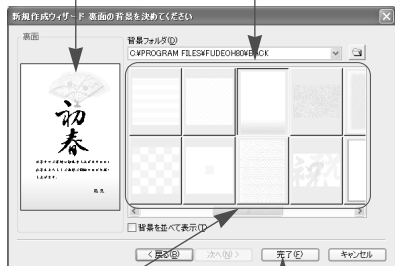 新規作成ウィザード 裏面の背景を決めてください
裏面
背景フォルダ(D)
C:¥PROGRAM FILES¥FUDEOH80¥BACK
初春
背景を並べて表示(T)
<戻る(B)
次へ(N)>
完了(F)
キャンセル